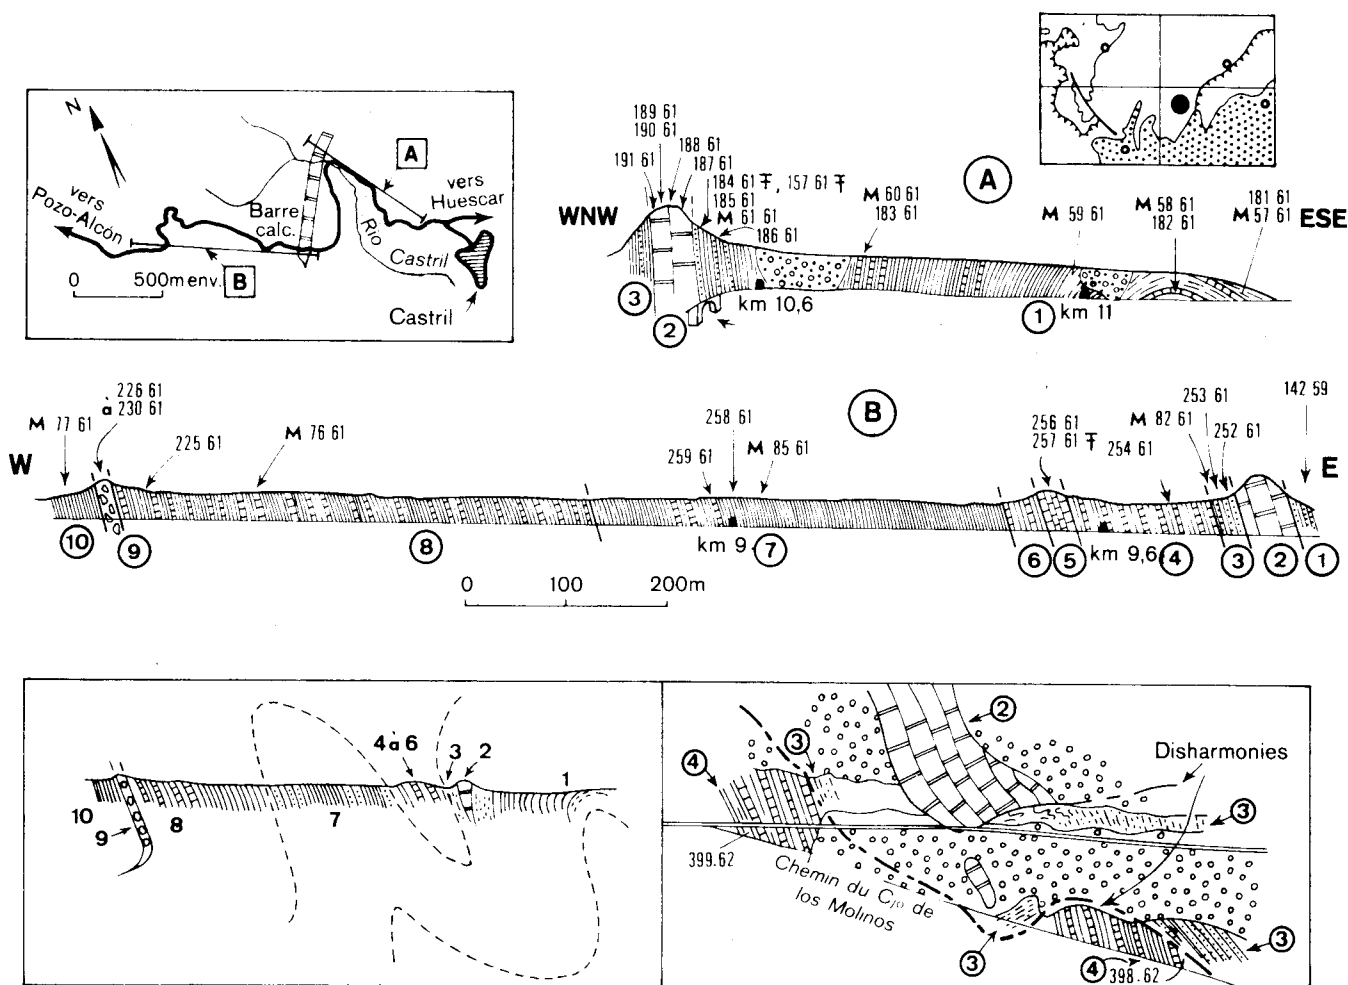 N
vers
Pozo-Alcón
A
vers
Huescar
Barre
calc.
Rio
Castril
B
0 500m env.
Castril
189 61
190 61
191 61
188 61
187 61
184 61 , 157 61
185 61
M 61 61
186 61
WNW
A
M 60 61
183 61
M 59 61
M 58 61
182 61
181 61
M 57 61
ESE
3
2
km 10,6
1
km 11
226 61
à 230 61
M 77 61
225 61
M 76 61
B
258 61
259 61
M 85 61
256 61
257 61
254 61
M 82 61
253 61
252 61
142 59
W
E
10
9
8
km 9,
7
6
5
km 9,6
4
3
2
1
0 100 200m
4 à 6
3
2
1
10
9
8
7
2
3
4
Disharmonies
3
399.62
Chemin du Cjo de
los Molinos
3
4
398.62
3